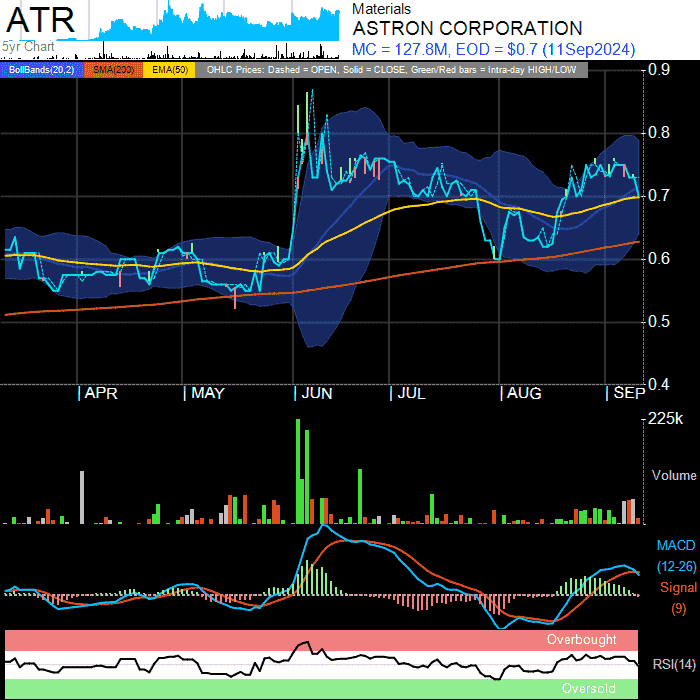 ATR
5yr Chart
Materials
ASTRON CORPORATION
MC = 127.8M, EOD = $0.7 (11Sep2024)
BollBands(20,2) SMA(200) EMA(50) OHLC Prices: Dashed = OPEN, Solid = CLOSE, Green/Red bars = Intra-day HIGH/LOW
0.9
0.8
0.7
0.6
0.5
0.4
APR MAY JUN JUL AUG SEP
225k
Volume
MACD
(12-26)
Signal
(9)
Overbought
RSI(14)
Oversold